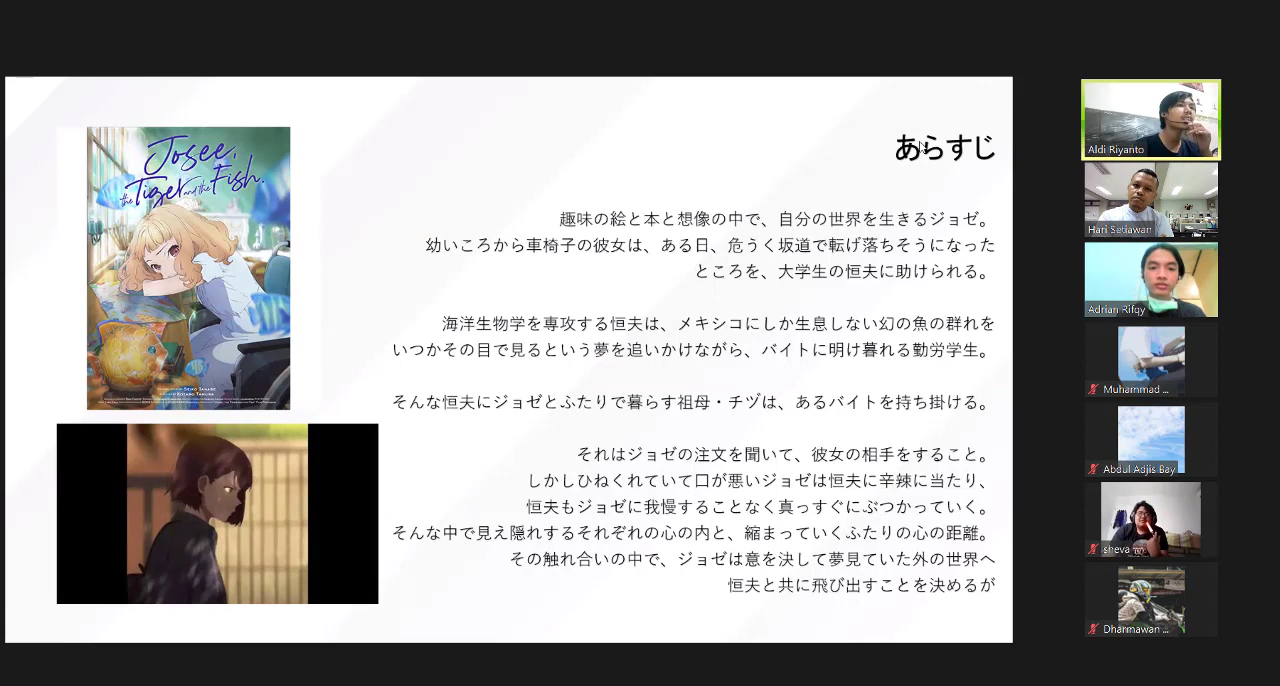 Josee,
the Tiger and the Fish.
SEIKO TANABE
KOTARO TAMURA
あらすじ
趣味の絵と本と想像の中で、自分の世界を生きるジョゼ。
幼いころから車椅子の彼女は、ある日、危うく坂道で転げ落ちそうになった
ところを、大学生の恒夫に助けられる。
海洋生物学を専攻する恒夫は、メキシコにしか生息しない幻の魚の群れを
いつかその目で見るという夢を追いかけながら、バイトに明け暮れる勤労学生。
そんな恒夫にジョゼとふたりで暮らす祖母・チヅは、あるバイトを持ち掛ける。
それはジョゼの注文を聞いて、彼女の相手をすること。
しかしひねくれていて口が悪いジョゼは恒夫に辛辣に当たり、
恒夫もジョゼに我慢することなく真っすぐにぶつかっていく。
そんな中で見え隠れするそれぞれの心の内と、縮まっていくふたりの心の距離。
その触れ合いの中で、ジョゼは意を決して夢見ていた外の世界へ
恒夫と共に飛び出すことを決めるが
Aldi Riyanto
Hari Setiawan
Adrian Rifqy
Muhammad ...
Abdul Adjis Bay
sheva
Dharmawan ...